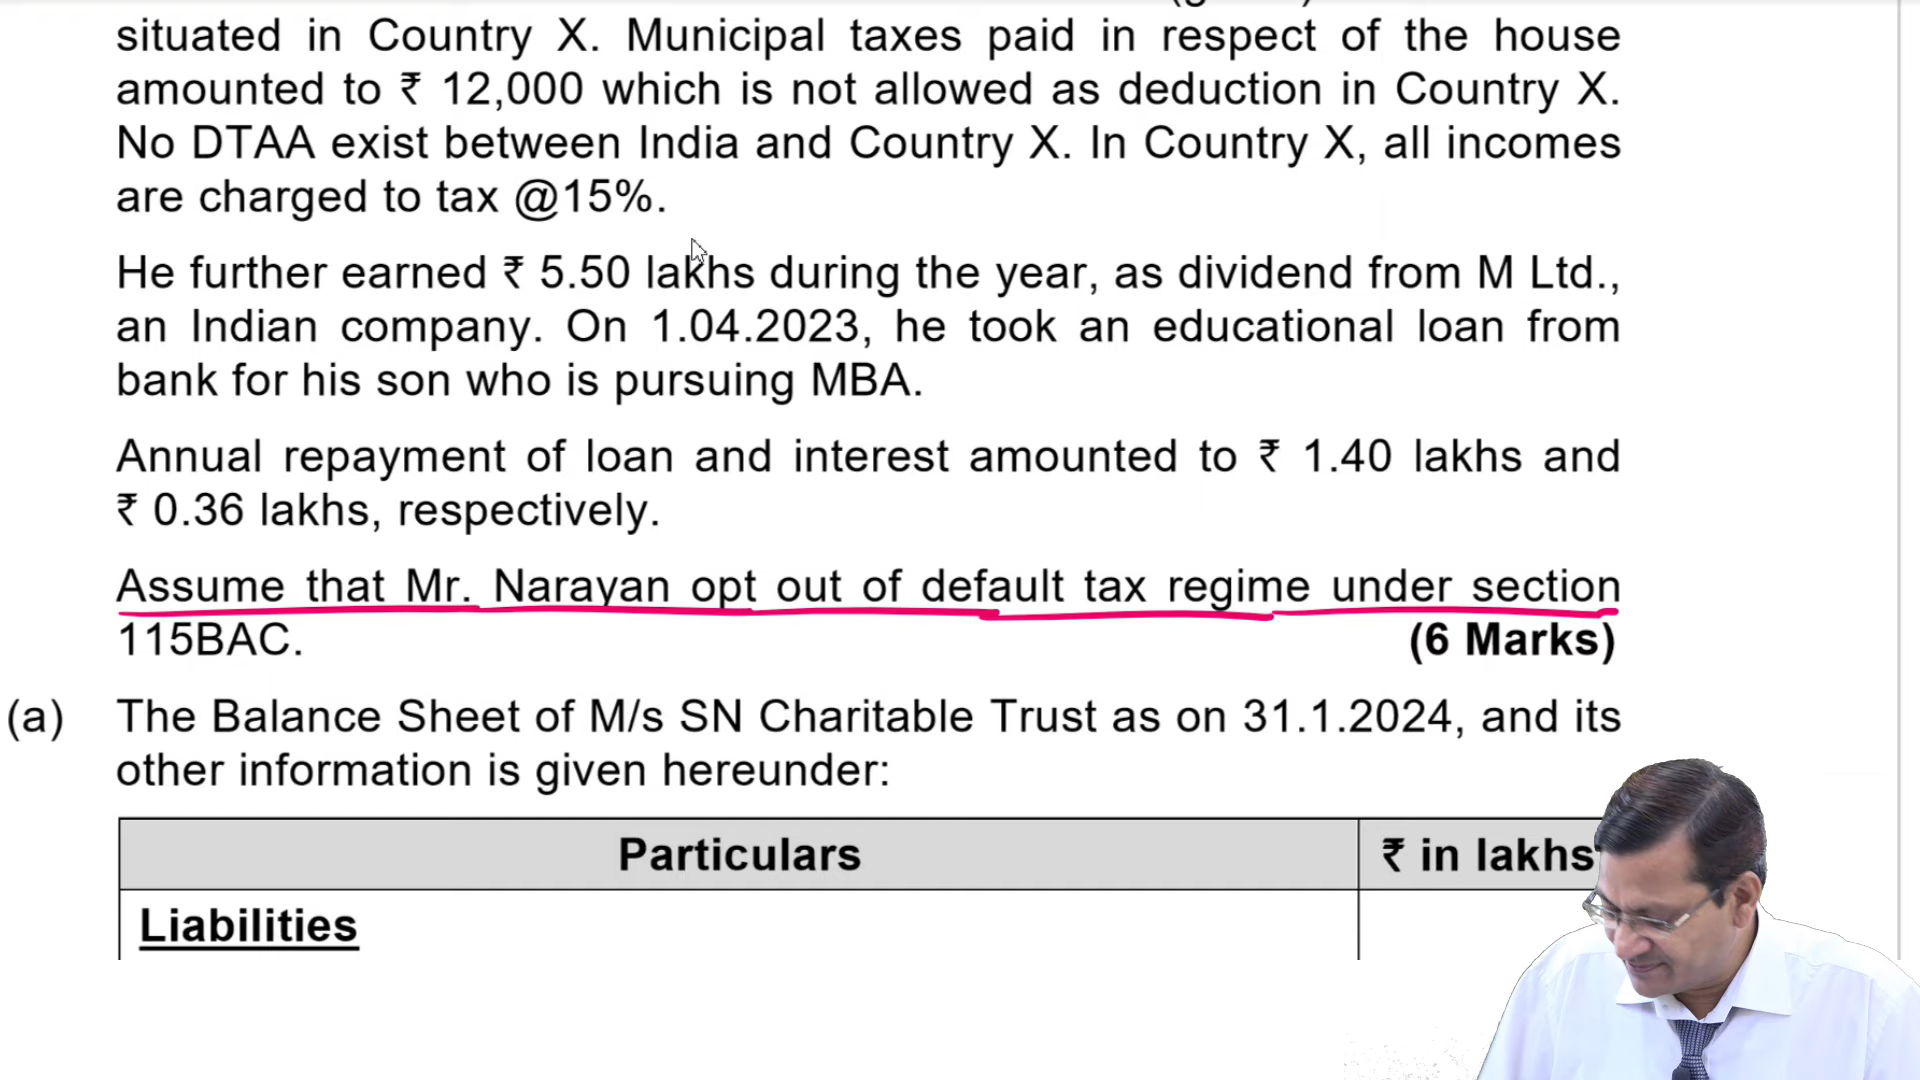 situated in Country X. Municipal taxes paid in respect of the house
amounted to ₹ 12,000 which is not allowed as deduction in Country X.
No DTAA exist between India and Country X. In Country X, all incomes
are charged to tax @15%.
He further earned ₹ 5.50 lakhs during the year, as dividend from M Ltd.,
an Indian company. On 1.04.2023, he took an educational loan from
bank for his son who is pursuing MBA.
Annual repayment of loan and interest amounted to ₹ 1.40 lakhs and
₹ 0.36 lakhs, respectively.
Assume that Mr. Narayan opt out of default tax regime under section
115BAC. (6 Marks)
(a) The Balance Sheet of M/s SN Charitable Trust as on 31.1.2024, and its
other information is given hereunder:
Particulars ₹ in lakhs
Liabilities